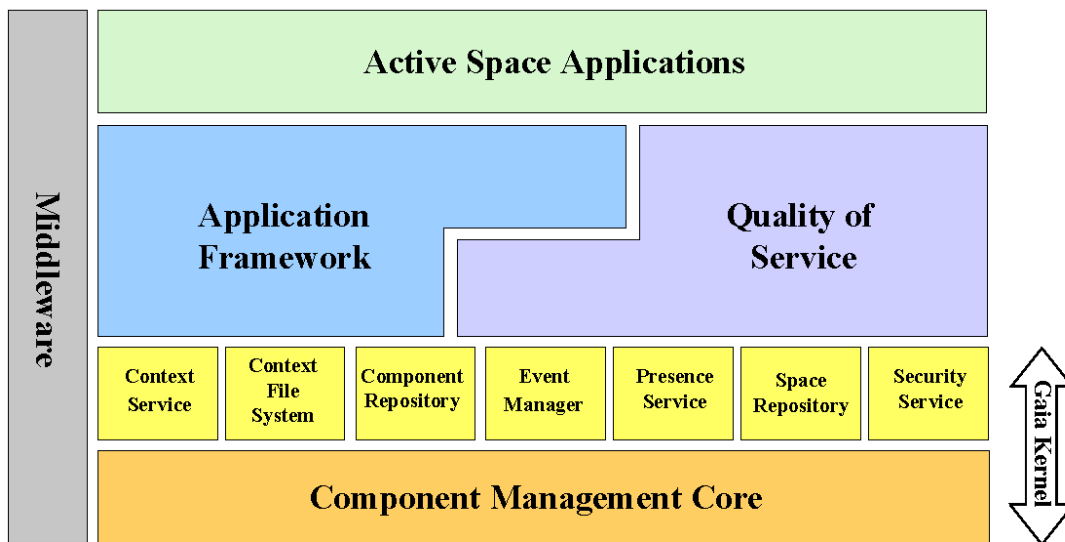 Middleware
Active Space Applications
Application
Framework
Quality of
Service
Context
Service
Context
File
System
Component
Repository
Event
Manager
Presence
Service
Space
Repository
Security
Service
Gaia Kernel
Component Management Core